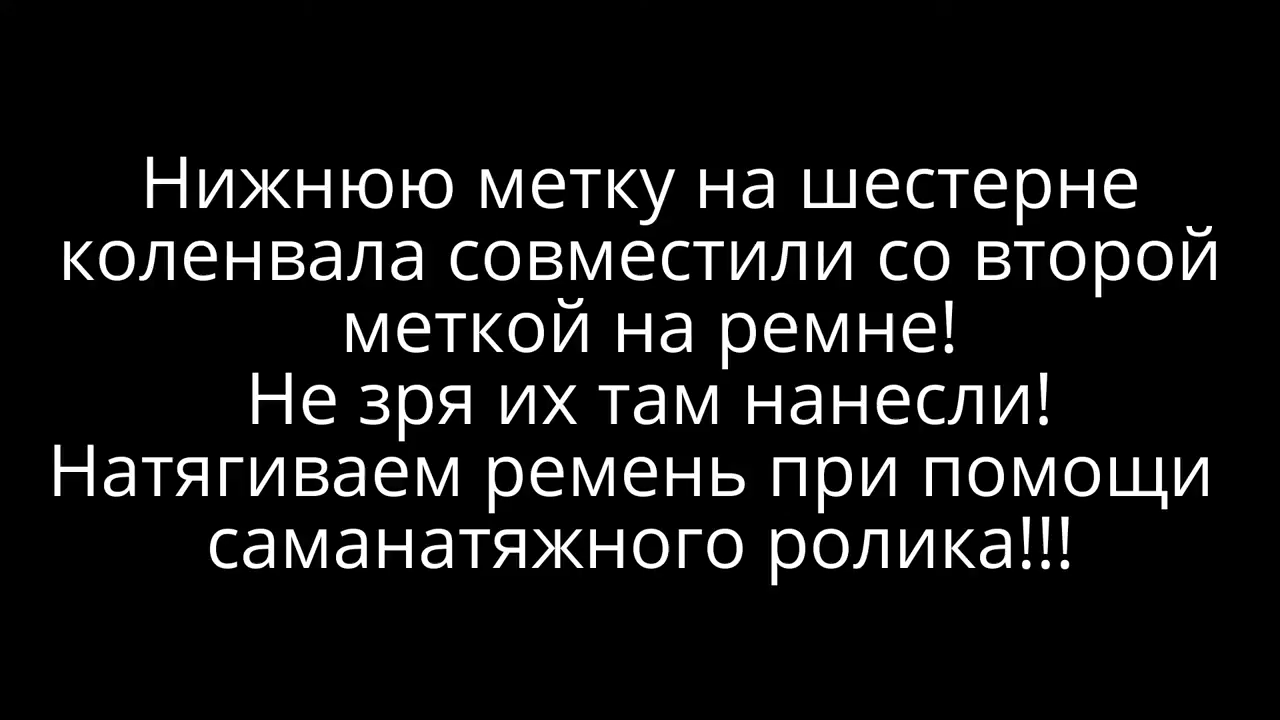 Нижнюю метку на шестерне
коленвала совместили со второй
меткой на ремне!
Не зря их там нанесли!
Натягиваем ремень при помощи
саманатяжного ролика!!!